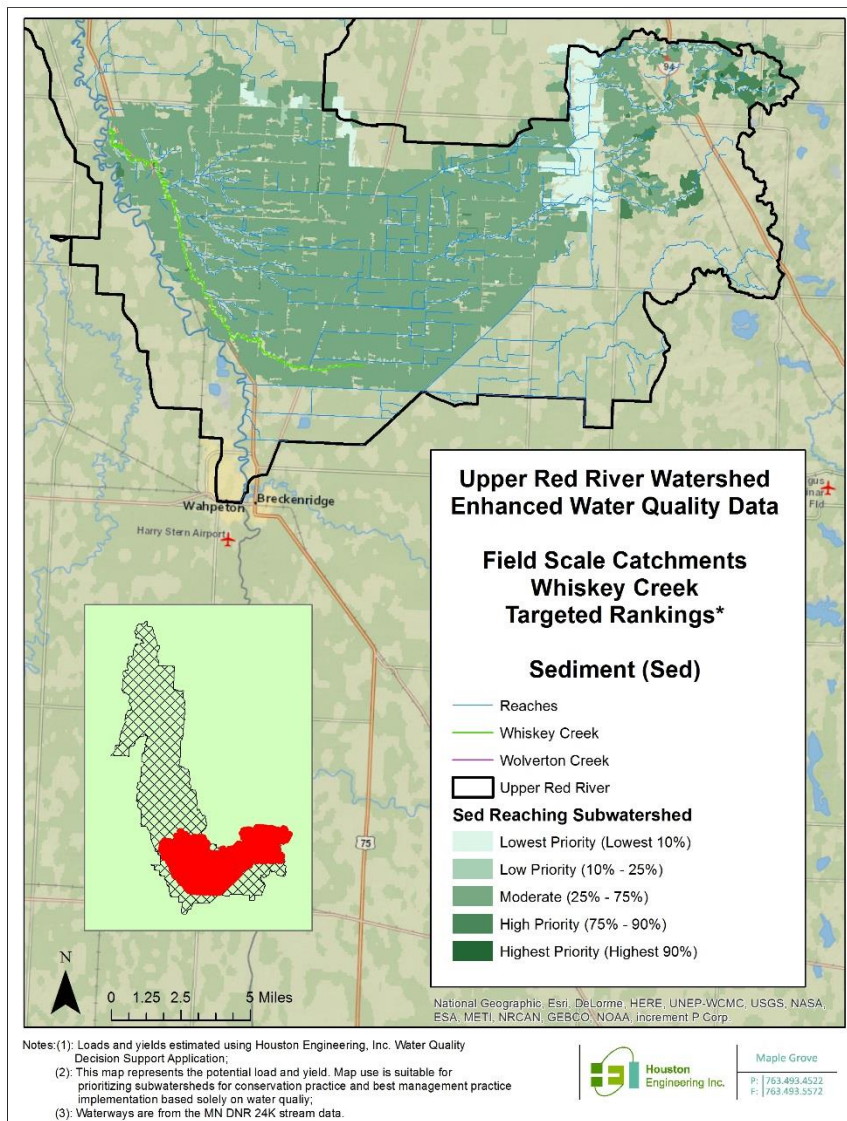 94
Wahpeton
Breckenridge
Harry Stern Airport
gus
inar
Fld
75
Upper Red River Watershed
Enhanced Water Quality Data
Field Scale Catchments
Whiskey Creek
Targeted Rankings*
Sediment (Sed)
Reaches
Whiskey Creek
Wolverton Creek
Upper Red River
Sed Reaching Subwatershed
Lowest Priority (Lowest 10%)
Low Priority (10% - 25%)
Moderate (25% - 75%)
High Priority (75% - 90%)
Highest Priority (Highest 90%)
N
0 1.25 2.5 5 Miles
National Geographic, Esri, DeLorme, HERE, UNEP-WCMC, USGS, NASA,
ESA, METI, NRCAN, GEBCO, NOAA, increment P Corp.
Notes:(1): Loads and yields estimated using Houston Engineering, Inc. Water Quality
Decision Support Application;
(2): This map represents the potential load and yield. Map use is suitable for
prioritizing subwatersheds for conservation practice and best management practice
implementation based solely on water qualiy;
(3): Waterways are from the MN DNR 24K stream data.
Houston
Engineering Inc.
Maple Grove
P: 763.493.4522
F: 763.493.5572